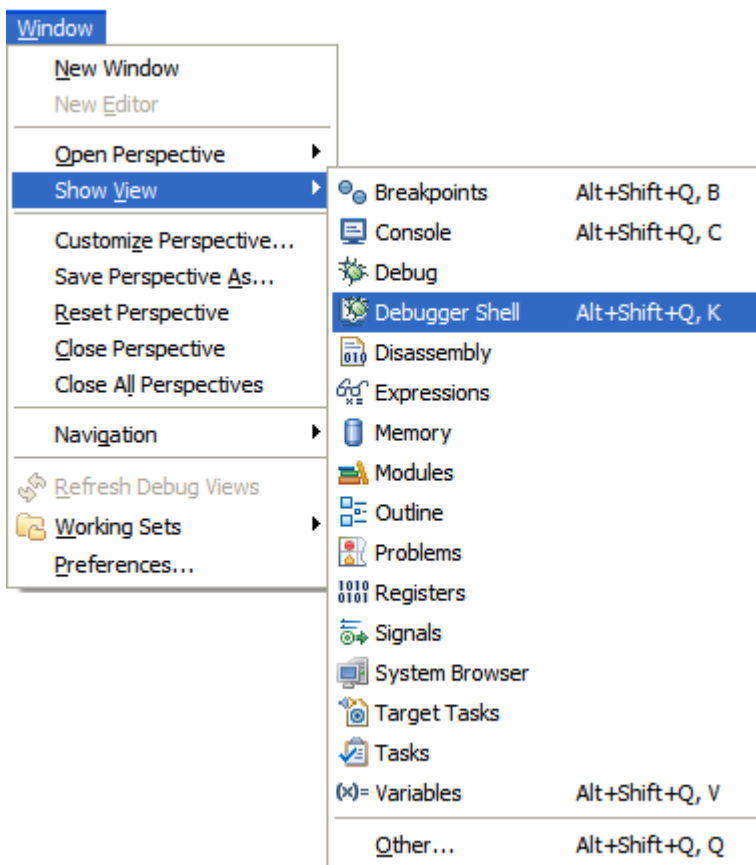 Window
New Window
New Editor
Open Perspective
Show View
Customize Perspective...
Save Perspective As...
Reset Perspective
Close Perspective
Close All Perspectives
Navigation
Refresh Debug Views
Working Sets
Preferences...
Breakpoints Alt+Shift+Q, B
Console Alt+Shift+Q, C
Debug
Debugger Shell Alt+Shift+Q, K
Disassembly
Expressions
Memory
Modules
Outline
Problems
Registers
Signals
System Browser
Target Tasks
Tasks
(x)= Variables Alt+Shift+Q, V
Other... Alt+Shift+Q, Q